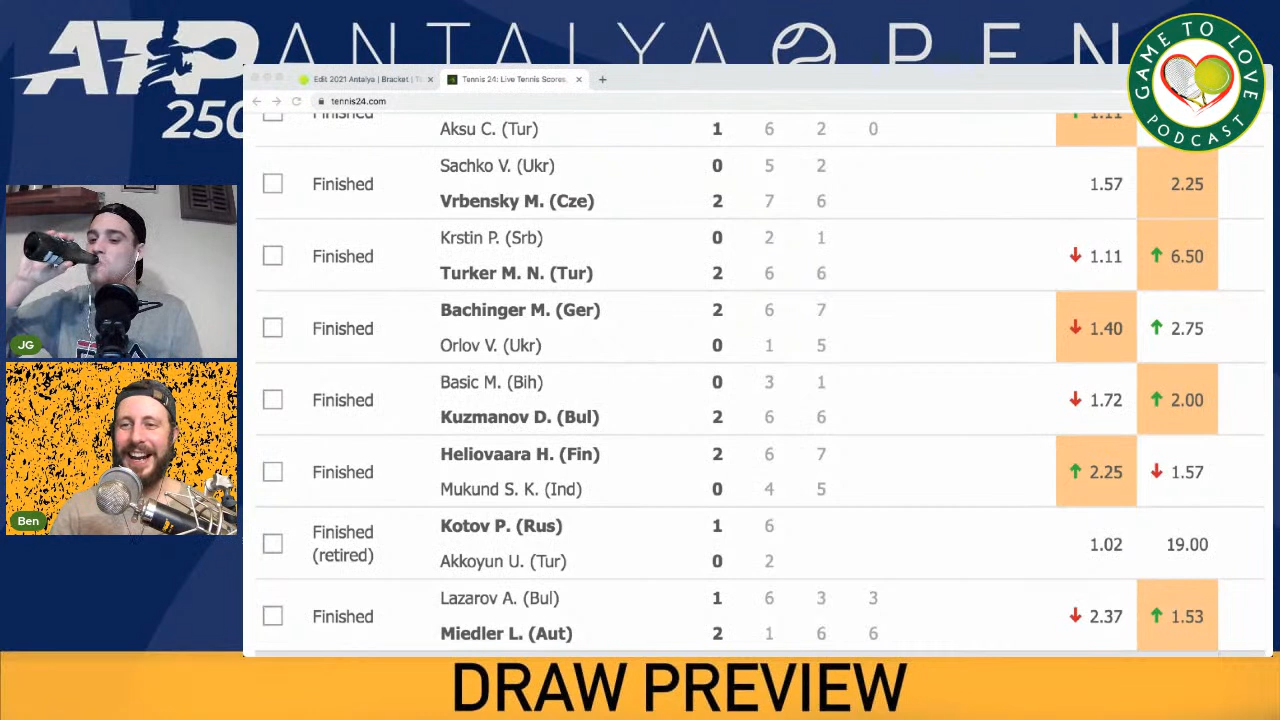 ATP ANTALYA OPEN
250
GAME TO LOVE
PODCAST
Edit 2021 Antalya | Bracket | To
Tennis 24: Live Tennis Scores,
tennis24.com
Finished
1.11
Aksu C. (Tur) 1 6 2 0
Sachko V. (Ukr) 0 5 2
Finished 1.57 2.25
Vrbensky M. (Cze) 2 7 6
Krstin P. (Srb) 0 2 1
Finished 1.11 6.50
Turker M. N. (Tur) 2 6 6
Bachinger M. (Ger) 2 6 7
Finished 1.40 2.75
Orlov V. (Ukr) 0 1 5
Basic M. (Bih) 0 3 1
Finished 1.72 2.00
Kuzmanov D. (Bul) 2 6 6
Heliovaara H. (Fin) 2 6 7
Finished 2.25 1.57
Mukund S. K. (Ind) 0 4 5
Kotov P. (Rus) 1 6
Finished
(retired) 1.02 19.00
Akkoyun U. (Tur) 0 2
Lazarov A. (Bul) 1 6 3 3
Finished 2.37 1.53
Miedler L. (Aut) 2 1 6 6
JG
Ben
DRAW PREVIEW